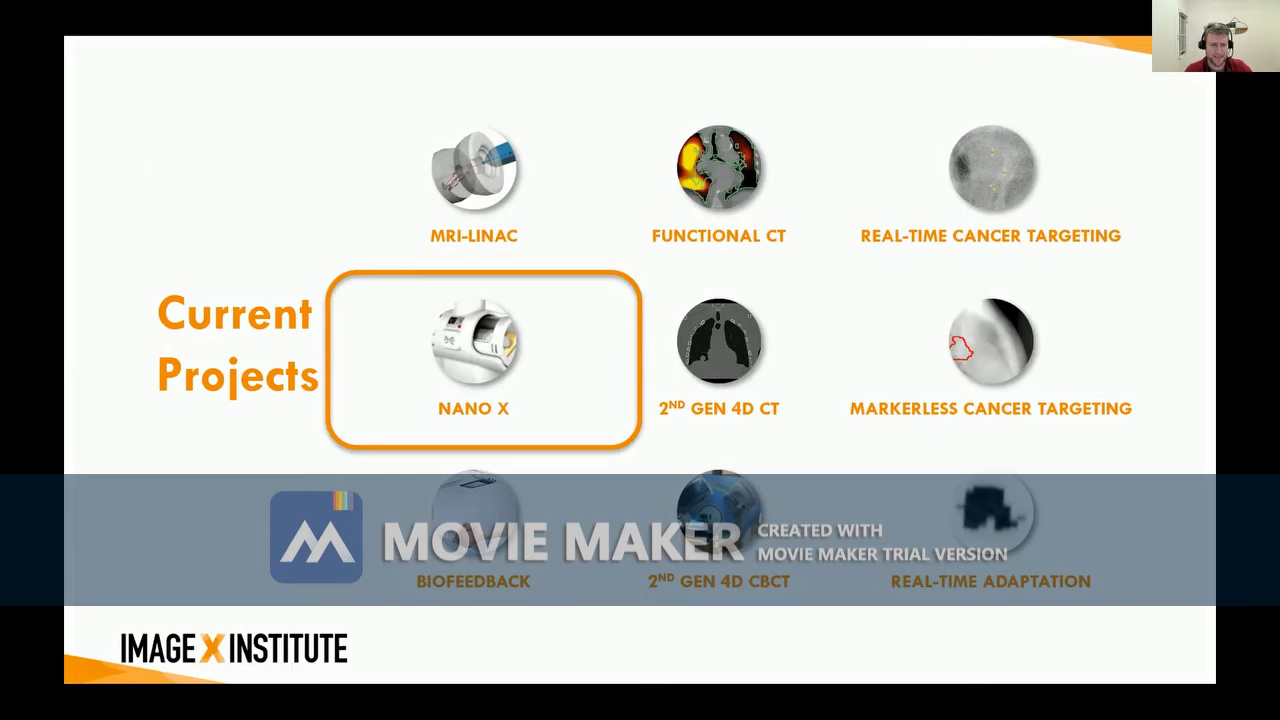 MRI-LINAC
FUNCTIONAL CT
REAL-TIME CANCER TARGETING
Current
Projects
NANO X
2ND GEN 4D CT
MARKERLESS CANCER TARGETING
MOVIE MAKER
CREATED WITH
MOVIE MAKER TRIAL VERSION
BIOFEEDBACK
2ND GEN 4D CBCT
REAL-TIME ADAPTATION
IMAGE X INSTITUTE